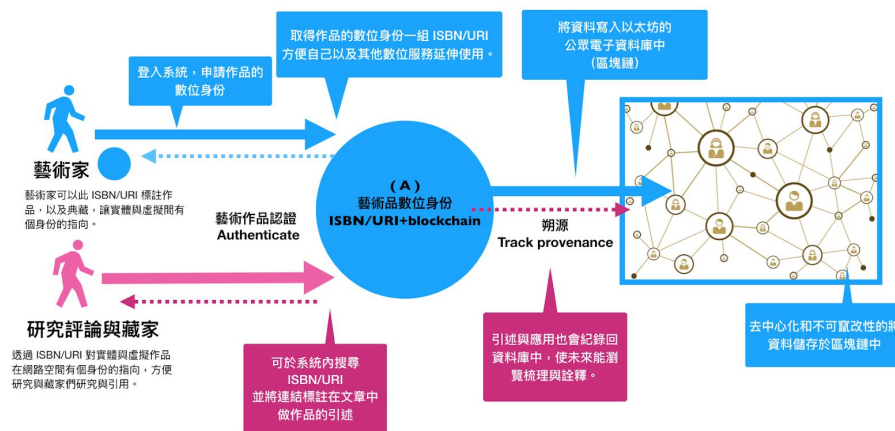 取得作品的數位身份一組 ISBN/URI
方便自己以及其他數位服務延伸使用。
將資料寫入以太坊的
公眾電子資料庫中
（區塊鏈）
登入系統，申請作品的
數位身份
藝術家
藝術家可以此 ISBN/URI 標註作
品，以及典藏，讓實體與虛擬間有
個身份的指向。
藝術作品認證
Authenticate
（A）
藝術品數位身份
ISBN/URI+blockchain
朔源
Track provenance
研究評論與藏家
透過 ISBN/URI 對實體與虛擬作品
在網路空間有個身份的指向，方便
研究與藏家們研究與引用。
可於系統內搜尋
ISBN/URI
並將連結標註在文章中
做作品的引述
引述與應用也會紀錄回
資料庫中，使未來能瀏
覽梳理與詮釋。
去中心化和不可竄改性的將
資料儲存於區塊鏈中